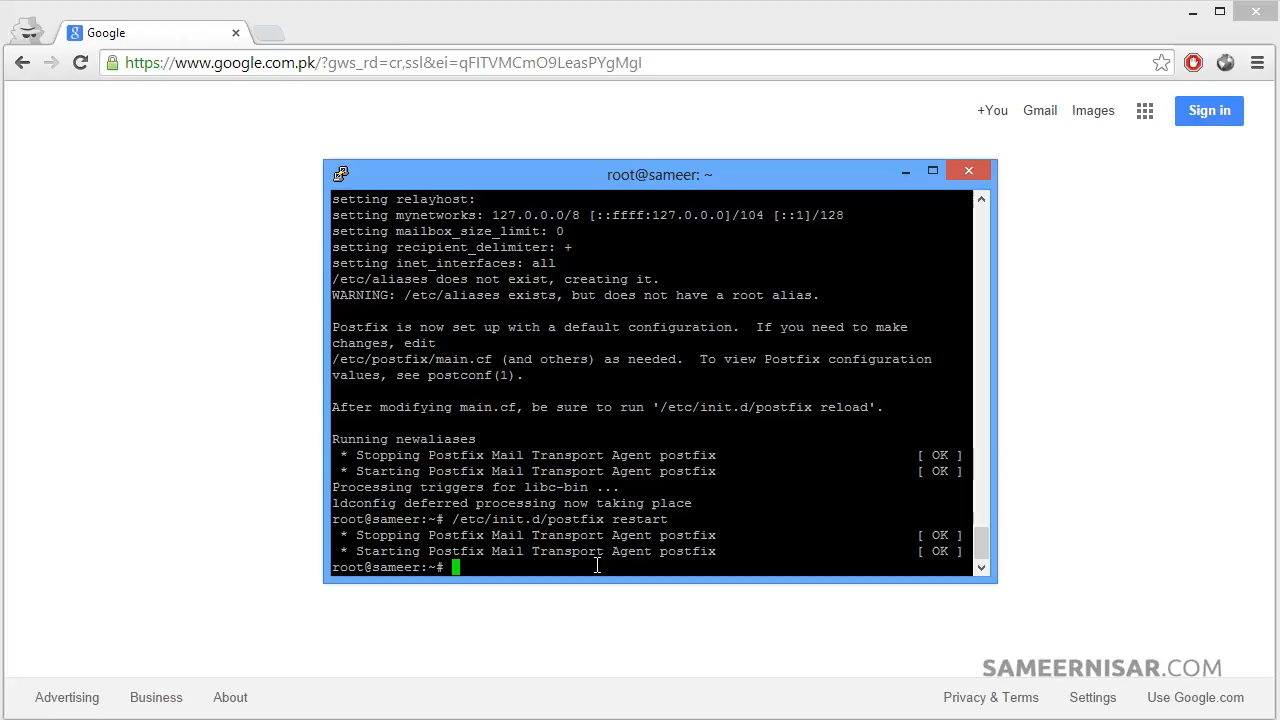 Google
https://www.google.com.pk/?gws_rd=cr,ssl&ei=qFITVMCmO9LeasPYgMgI
+You Gmail Images Sign in
root@sameer: ~
setting relayhost:
setting mynetworks: 127.0.0.0/8 [::ffff:127.0.0.0]/104 [::1]/128
setting mailbox_size_limit: 0
setting recipient_delimiter: +
setting inet_interfaces: all
/etc/aliases does not exist, creating it.
WARNING: /etc/aliases exists, but does not have a root alias.
Postfix is now set up with a default configuration.  If you need to make
changes, edit
/etc/postfix/main.cf (and others) as needed.  To view Postfix configuration
values, see postconf(1).
After modifying main.cf, be sure to run '/etc/init.d/postfix reload'.
Running newaliases
* Stopping Postfix Mail Transport Agent postfix [ OK ]
* Starting Postfix Mail Transport Agent postfix [ OK ]
Processing triggers for libc-bin ...
ldconfig deferred processing now taking place
root@sameer:~# /etc/init.d/postfix restart
* Stopping Postfix Mail Transport Agent postfix [ OK ]
* Starting Postfix Mail Transport Agent postfix [ OK ]
root@sameer:~#
SAMEERNISAR.COM
Advertising Business About Privacy & Terms Settings Use Google.com